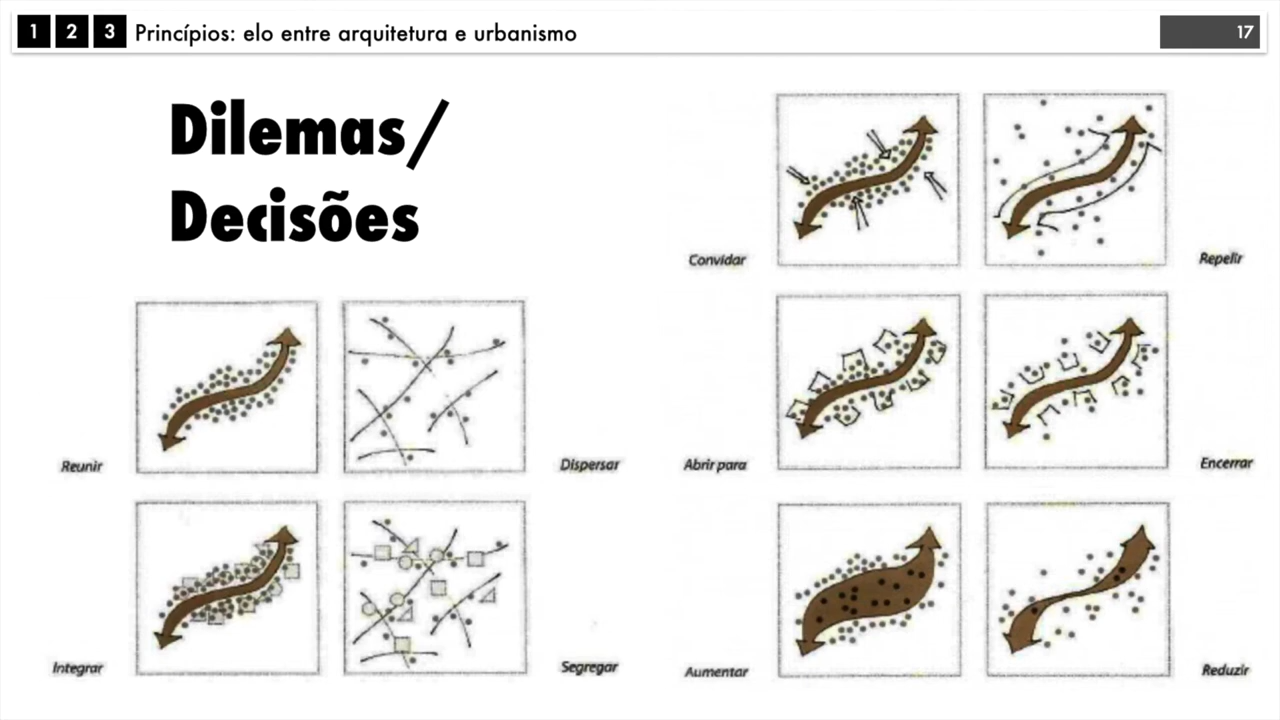 1 2 3 Princípios: elo entre arquitetura e urbanismo 17
Dilemas/
Decisões
Convidar
Repelir
Reunir
Dispersar
Abrir para
Encerrar
Integrar
Segregar
Aumentar
Reduzir